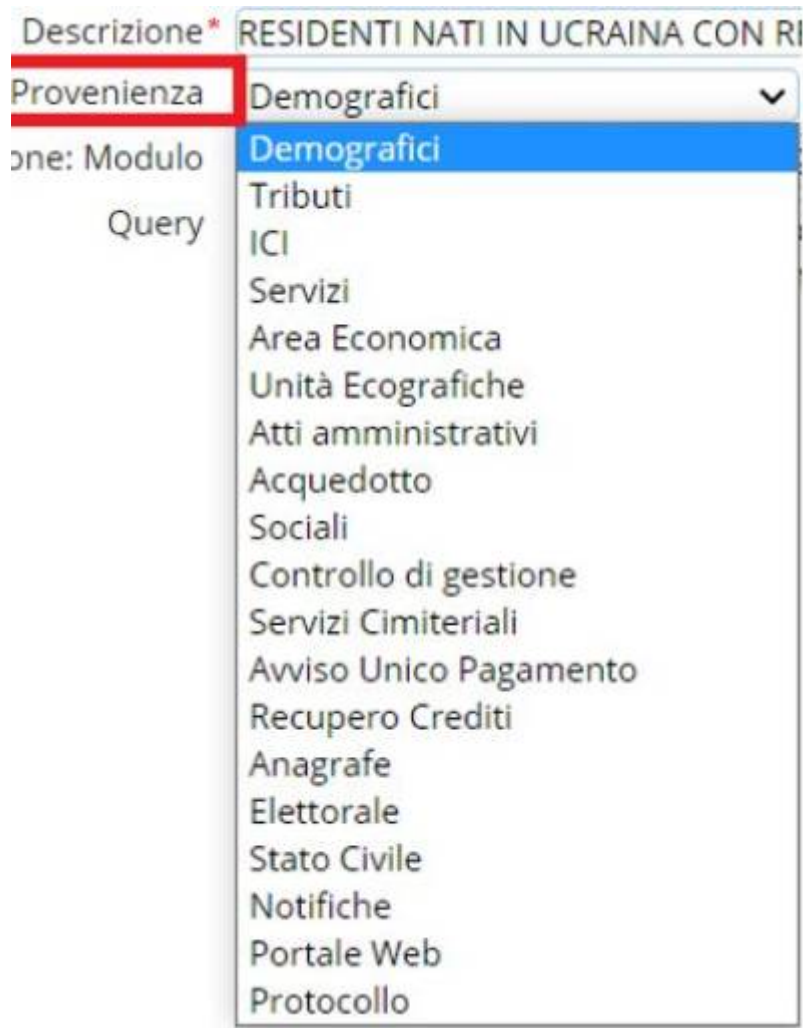 Descrizione* RESIDENTI NATI IN UCRAINA CON
Provenienza Demografici
Demografici
Modulo
Tributi
Query
ICI
Servizi
Area Economica
Unità Ecografiche
Atti amministrativi
Acquedotto
Sociali
Controllo di gestione
Servizi Cimiteriali
Avviso Unico Pagamento
Recupero Crediti
Anagrafe
Elettorale
Stato Civile
Notifiche
Portale Web
Protocollo